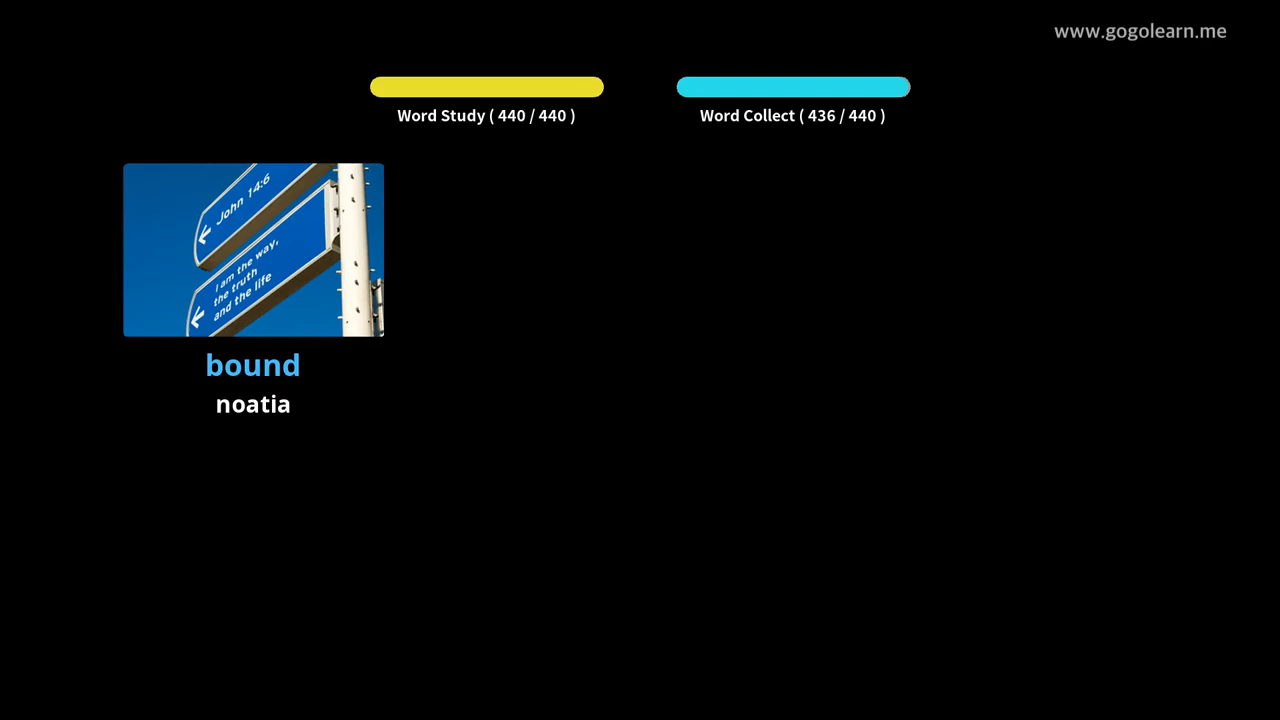 www.gogolearn.me
Word Study ( 440 / 440 )
Word Collect ( 436 / 440 )
John 14:6
I am the way,
the truth
and the life
bound
noatia